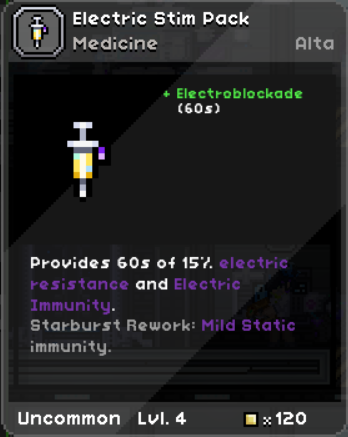 Electric Stim Pack
Medicine Alta
+ Electroblockade
(60s)
Provides 60s of 15% electric
resistance and Electric
Immunity.
Starburst Rework: Mild Static
immunity.
Uncommon Lvl. 4 x120